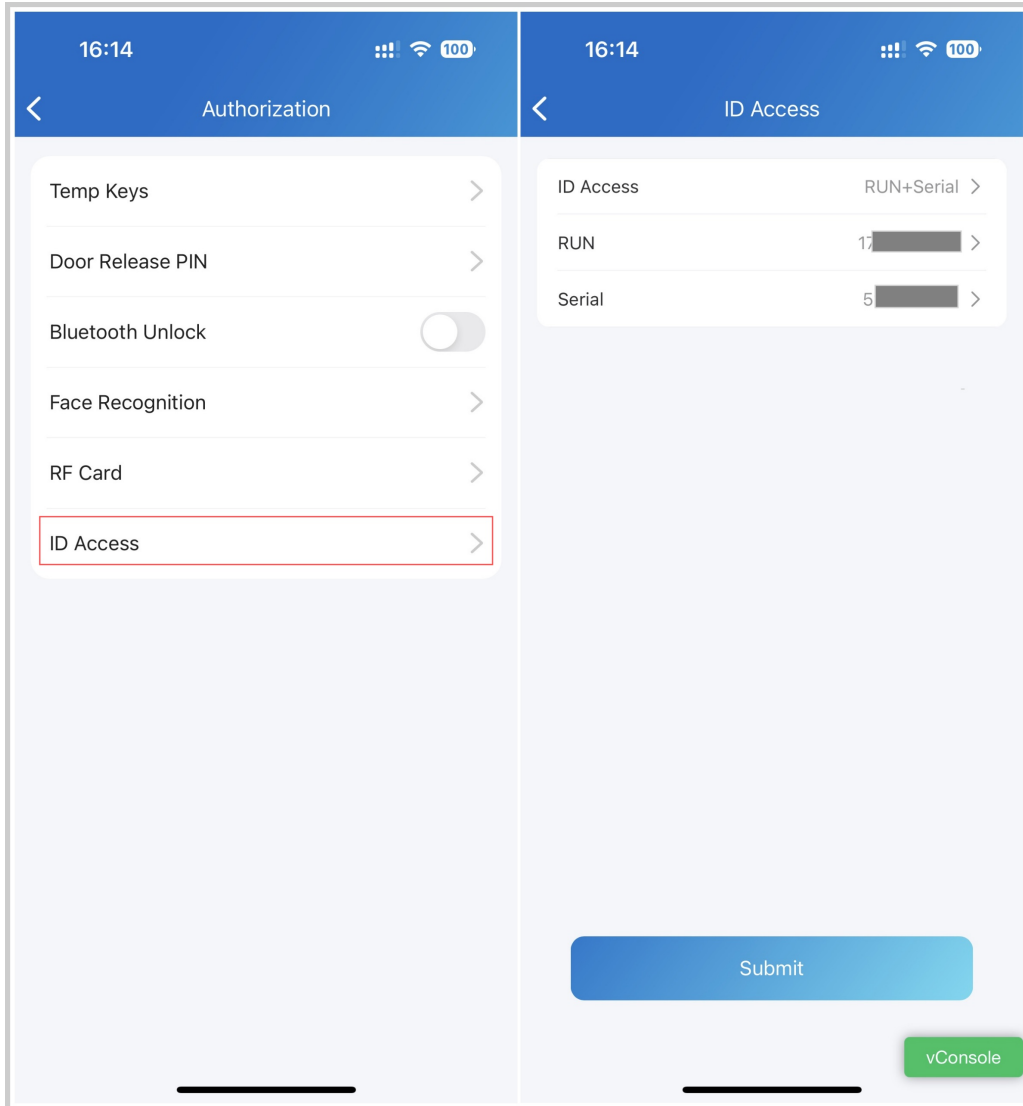 16:14
100
Authorization
Temp Keys
Door Release PIN
Bluetooth Unlock
Face Recognition
RF Card
ID Access
16:14
100
ID Access
ID Access RUN+Serial
RUN 17
Serial 5
Submit
vConsole